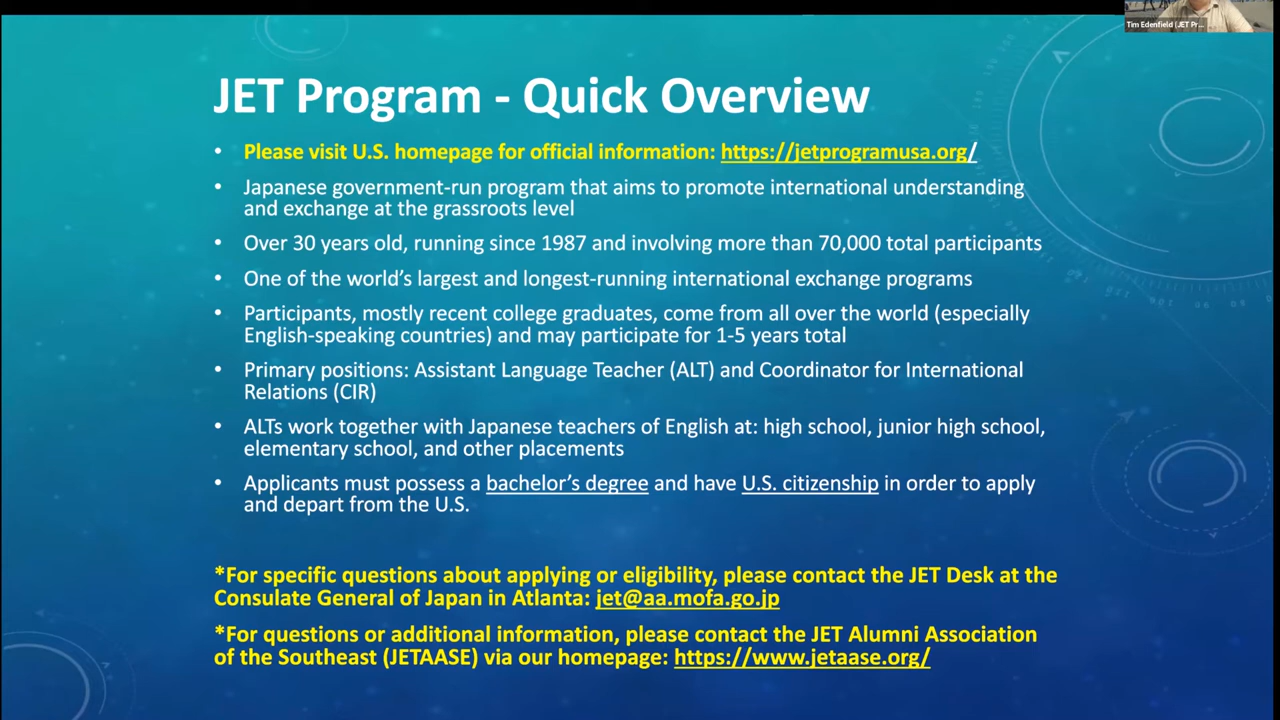 Tim Edenfield (JET Pr...
JET Program - Quick Overview
• Please visit U.S. homepage for official information: https://jetprogramusa.org/
• Japanese government-run program that aims to promote international understanding
and exchange at the grassroots level
• Over 30 years old, running since 1987 and involving more than 70,000 total participants
• One of the world's largest and longest-running international exchange programs
• Participants, mostly recent college graduates, come from all over the world (especially
English-speaking countries) and may participate for 1-5 years total
• Primary positions: Assistant Language Teacher (ALT) and Coordinator for International
Relations (CIR)
• ALTs work together with Japanese teachers of English at: high school, junior high school,
elementary school, and other placements
• Applicants must possess a bachelor's degree and have U.S. citizenship in order to apply
and depart from the U.S.
*For specific questions about applying or eligibility, please contact the JET Desk at the
Consulate General of Japan in Atlanta: jet@aa.mofa.go.jp
*For questions or additional information, please contact the JET Alumni Association
of the Southeast (JETAASE) via our homepage: https://www.jetaase.org/